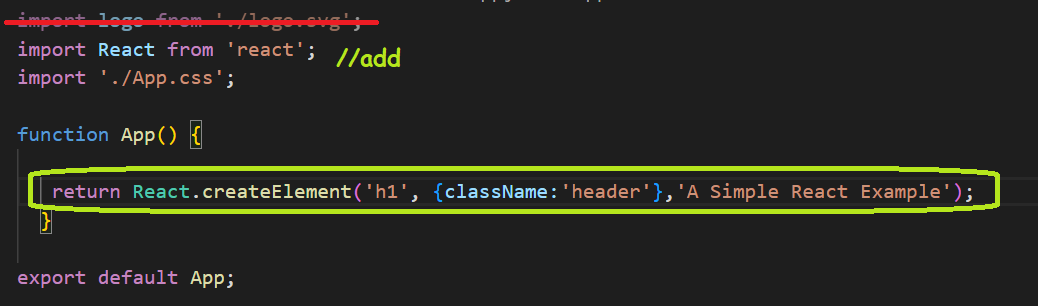 import logo from './logo.svg';
import React from 'react'; //add
import './App.css';
function App() {
return React.createElement('h1', {className:'header'},'A Simple React Example');
}
export default App;